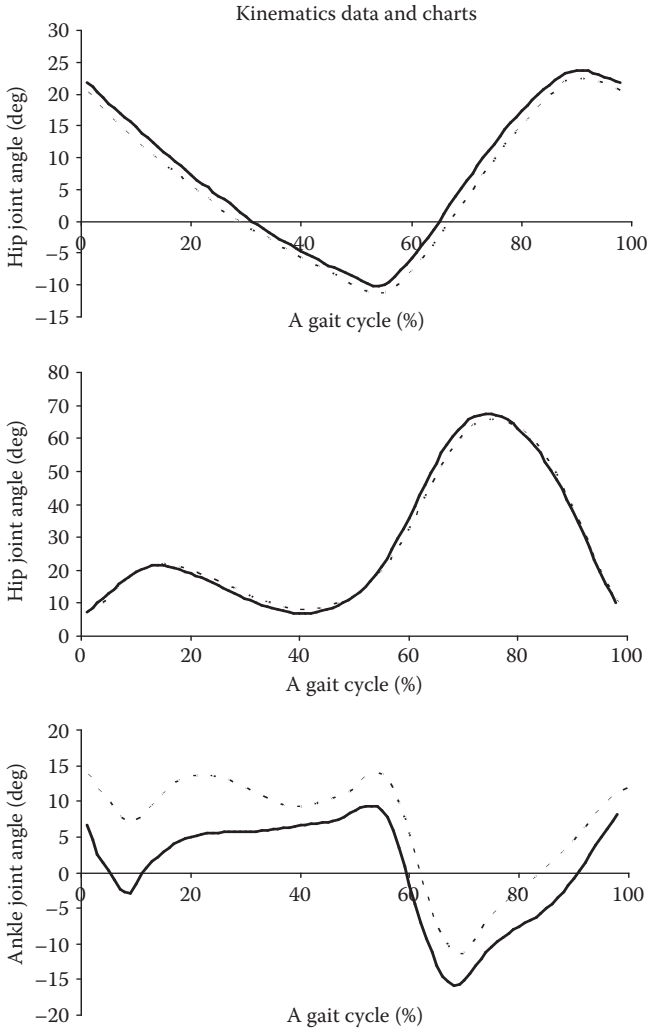 Kinematics data and charts
30
25
20
15
10
5
0
−5
−10
−15
0 20 40 60 80 100
Hip joint angle (deg)
A gait cycle (%)
80
70
60
50
40
30
20
10
0
0 20 40 60 80 100
Hip joint angle (deg)
A gait cycle (%)
20
15
10
5
0
−5
−10
−15
−20
0 20 40 60 80 100
Ankle joint angle (deg)
A gait cycle (%)